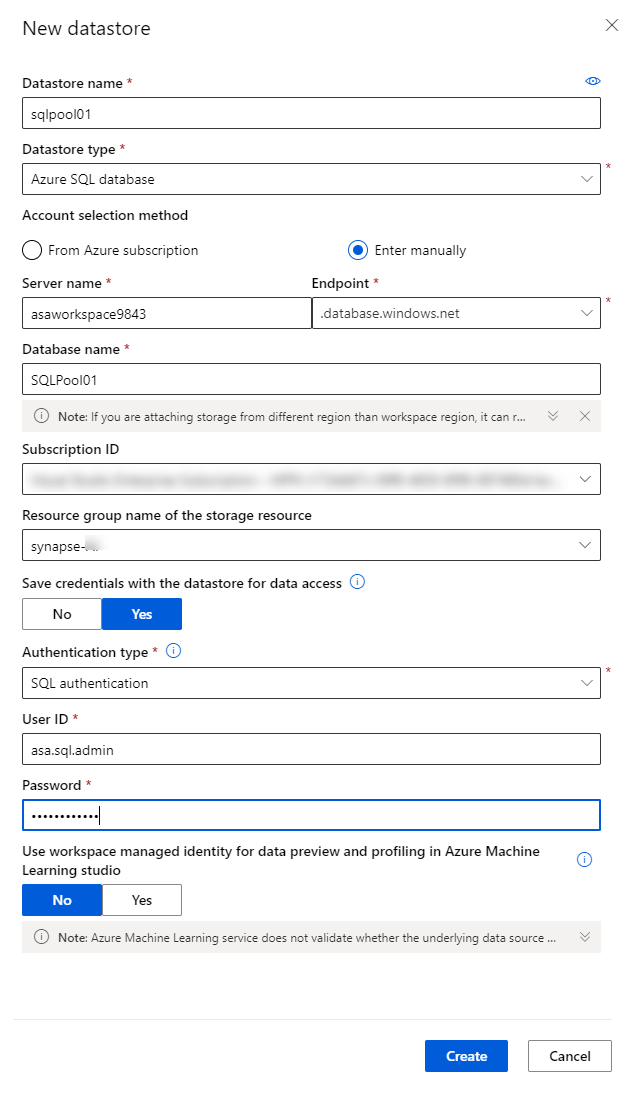 New datastore
Datastore name *
sqlpool01
Datastore type *
Azure SQL database
*
Account selection method
From Azure subscription
Enter manually
Server name *
Endpoint *
asaworkspace9843
.database.windows.net
*
Database name *
SQLPool01
Note: If you are attaching storage from different region than workspace region, it can r...
Subscription ID
Resource group name of the storage resource
synapse-
Save credentials with the datastore for data access
No
Yes
Authentication type *
SQL authentication
*
User ID *
asa.sql.admin
Password *
••••••••••••
Use workspace managed identity for data preview and profiling in Azure Machine
Learning studio
No
Yes
Note: Azure Machine Learning service does not validate whether the underlying data source ...
Create
Cancel